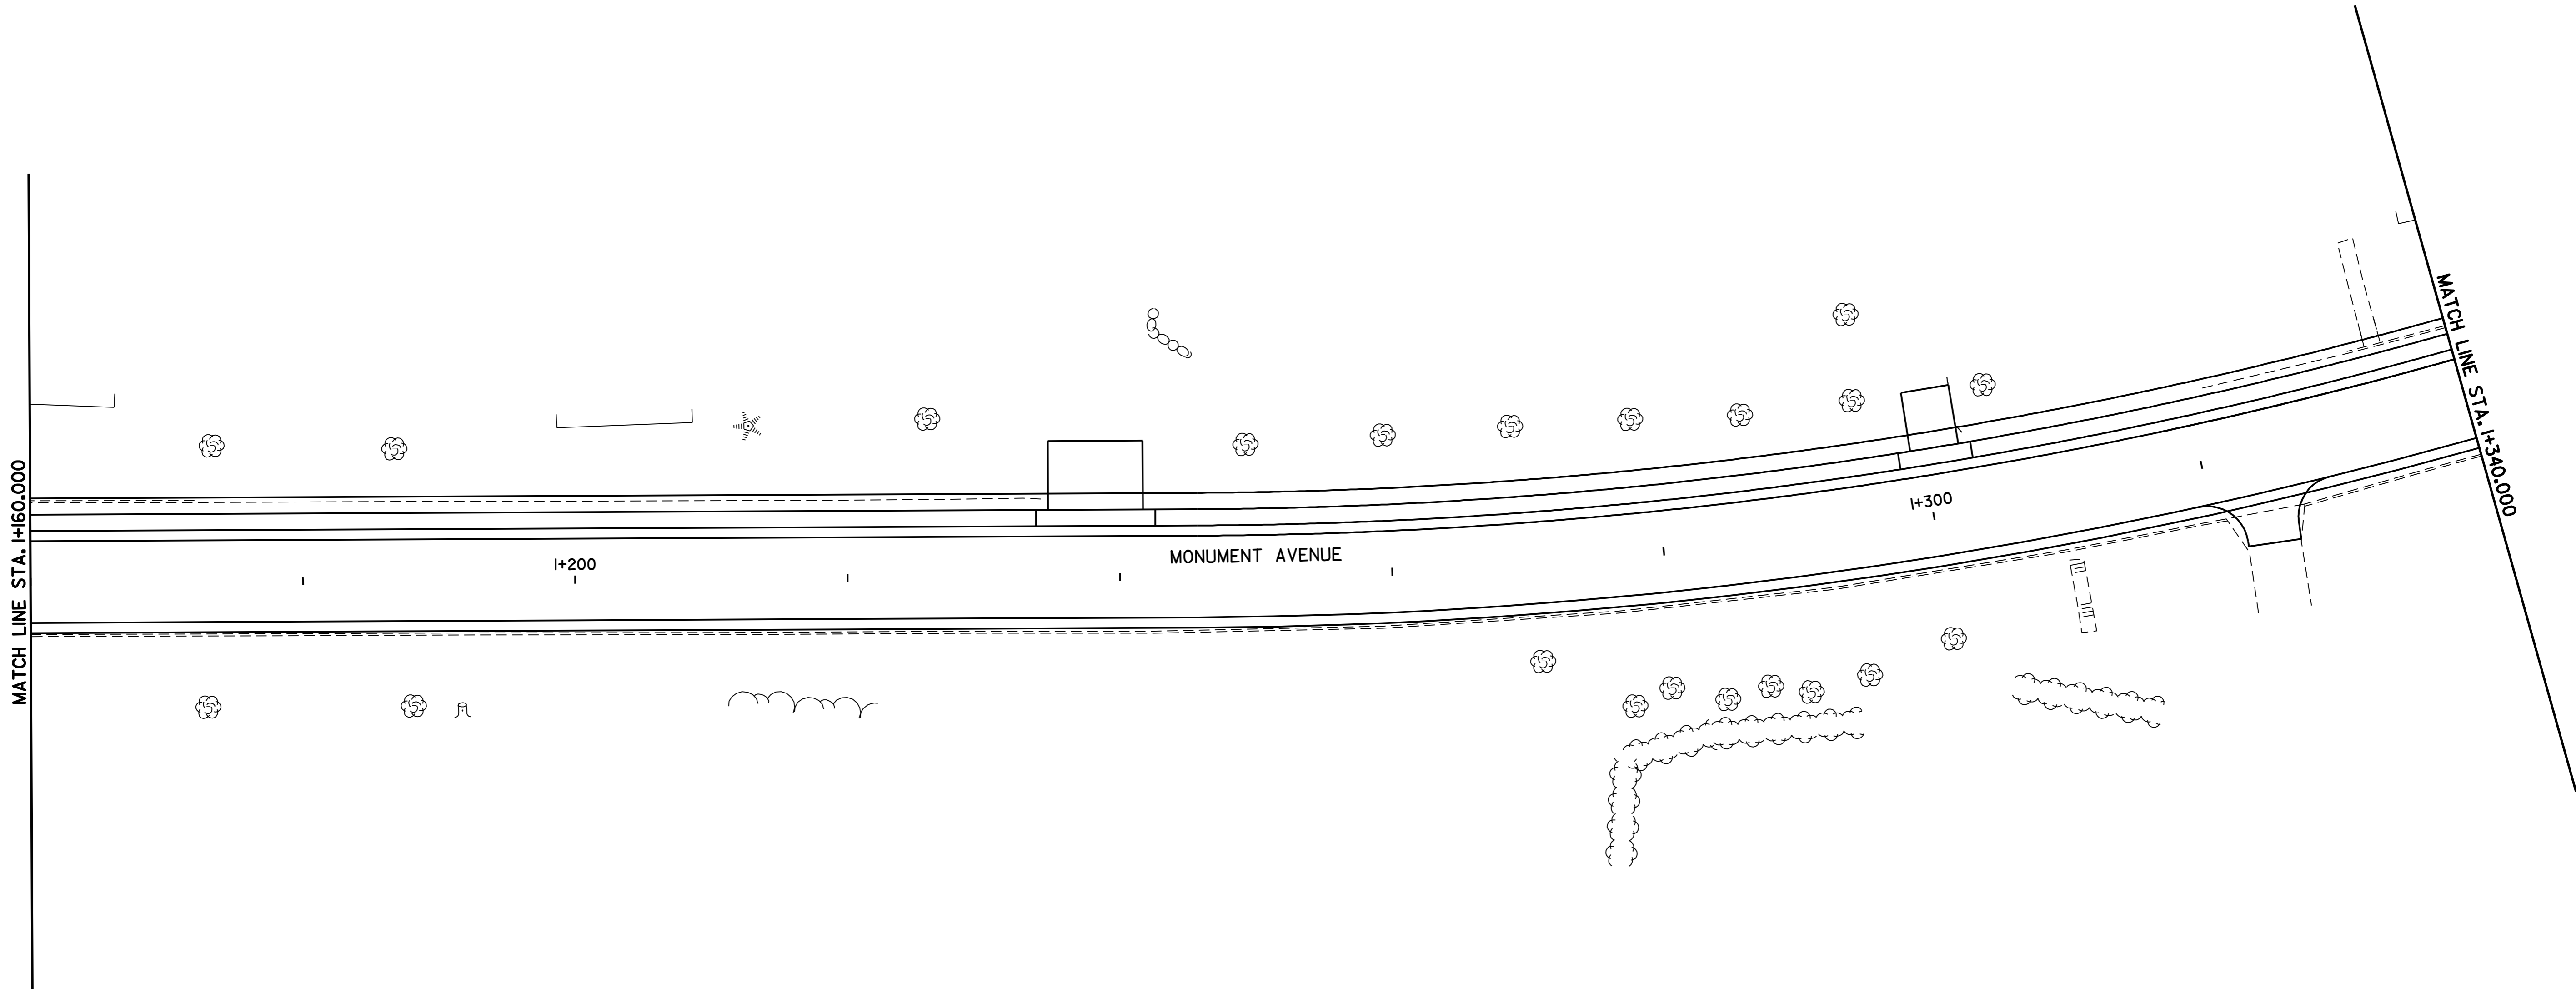 MATCH LINE STA. 1+160.000
1+200
MONUMENT AVENUE
1+300
MATCH LINE STA. 1+340.000